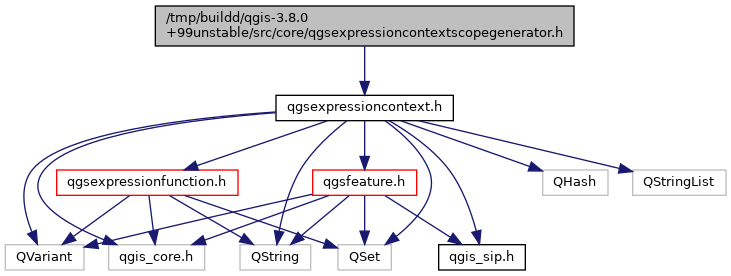 /tmp/buildd/qgis-3.8.0
+99unstable/src/core/qgsexpressioncontextscopegenerator.h
qgsexpressioncontext.h
qgsexpressionfunction.h
qgsfeature.h
QHash
QStringList
QVariant
qgis_core.h
QString
QSet
qgis_sip.h